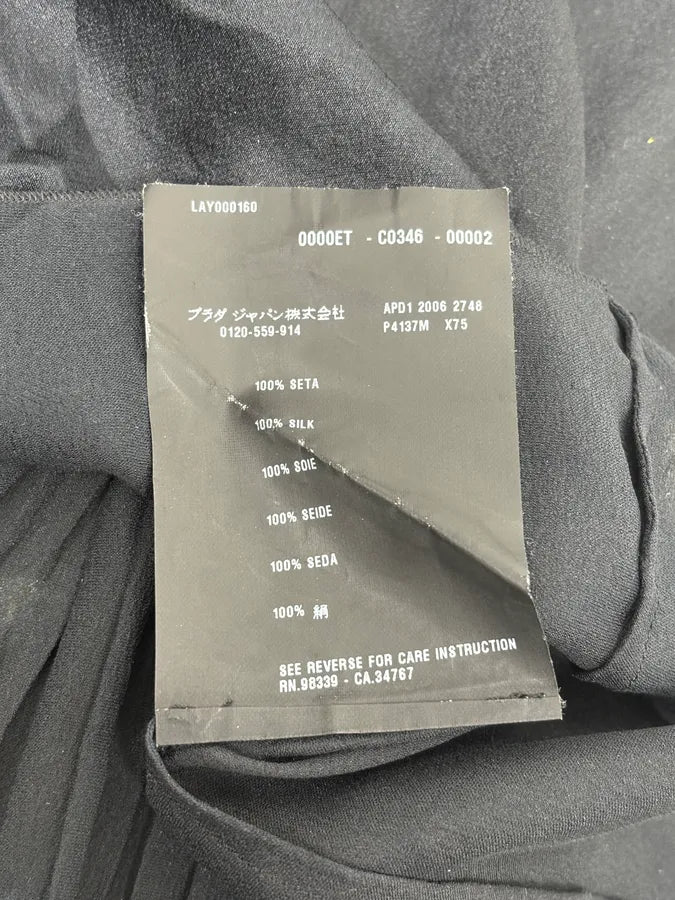 LAY000160
0000ET - C0346 - 00002
プラダ ジャパン株式会社
0120-559-914
APD1 2006 2748
P4137M X75
100% SETA
100% SILK
100% SOIE
100% SEIDE
100% SEDA
100% 絹
SEE REVERSE FOR CARE INSTRUCTION
RN.98339 - CA.34767